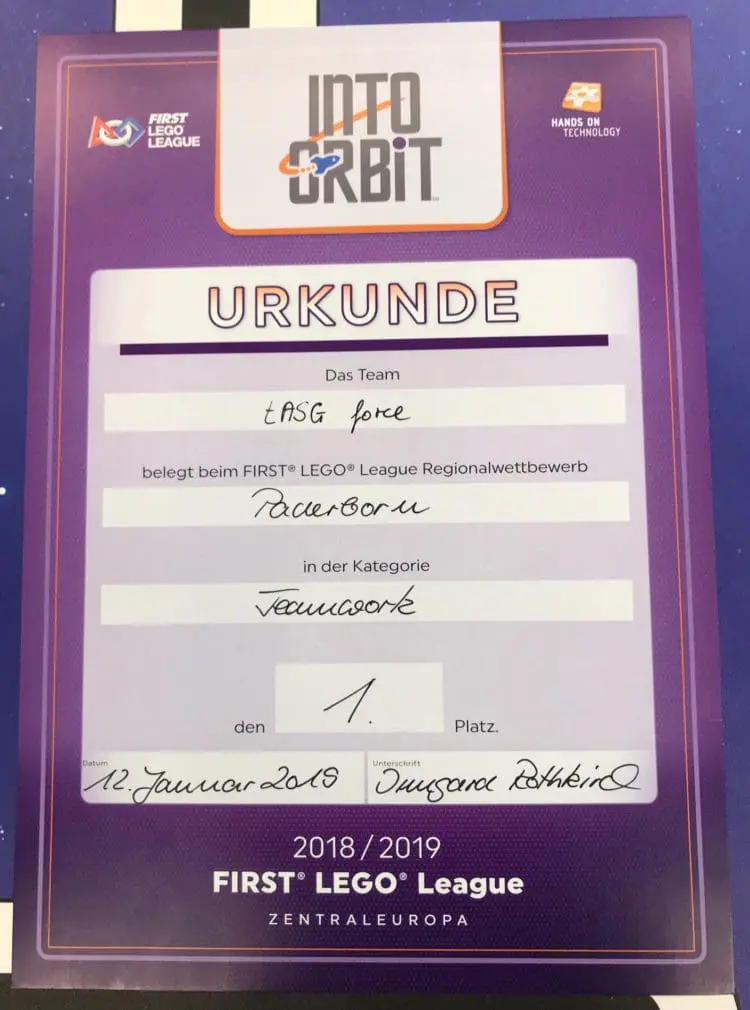 FIRST
LEGO
LEAGUE
INTO
ORBIT
HANDS ON
TECHNOLOGY
URKUNDE
Das Team
tASG force
belegt beim FIRST® LEGO® League Regionalwettbewerb
Paderborn
in der Kategorie
Teamwork
den 1. Platz.
Datum
12. Januar 2019
Unterschrift
Irmgard Rothkirch
2018/2019
FIRST® LEGO® League
ZENTRALEUROPA